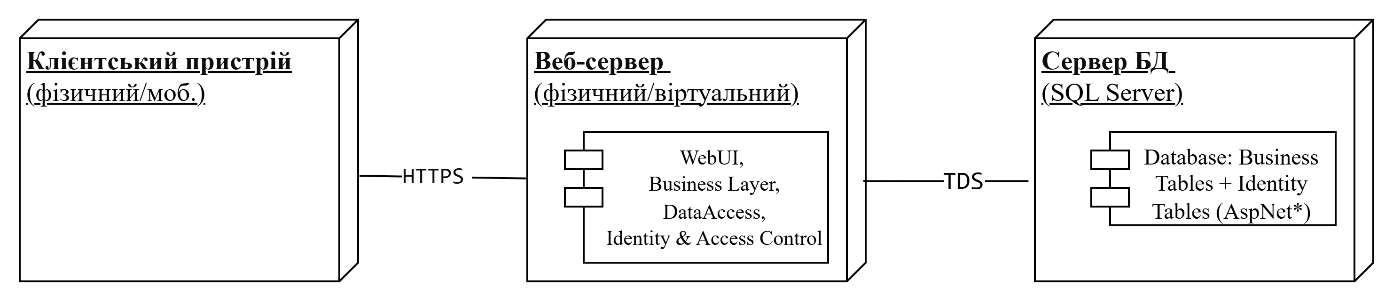 Клієнтський пристрій
(фізичний/моб.)
HTTPS
Веб-сервер
(фізичний/віртуальний)
WebUI,
Business Layer,
DataAccess,
Identity & Access Control
TDS
Сервер БД
(SQL Server)
Database: Business
Tables + Identity
Tables (AspNet*)